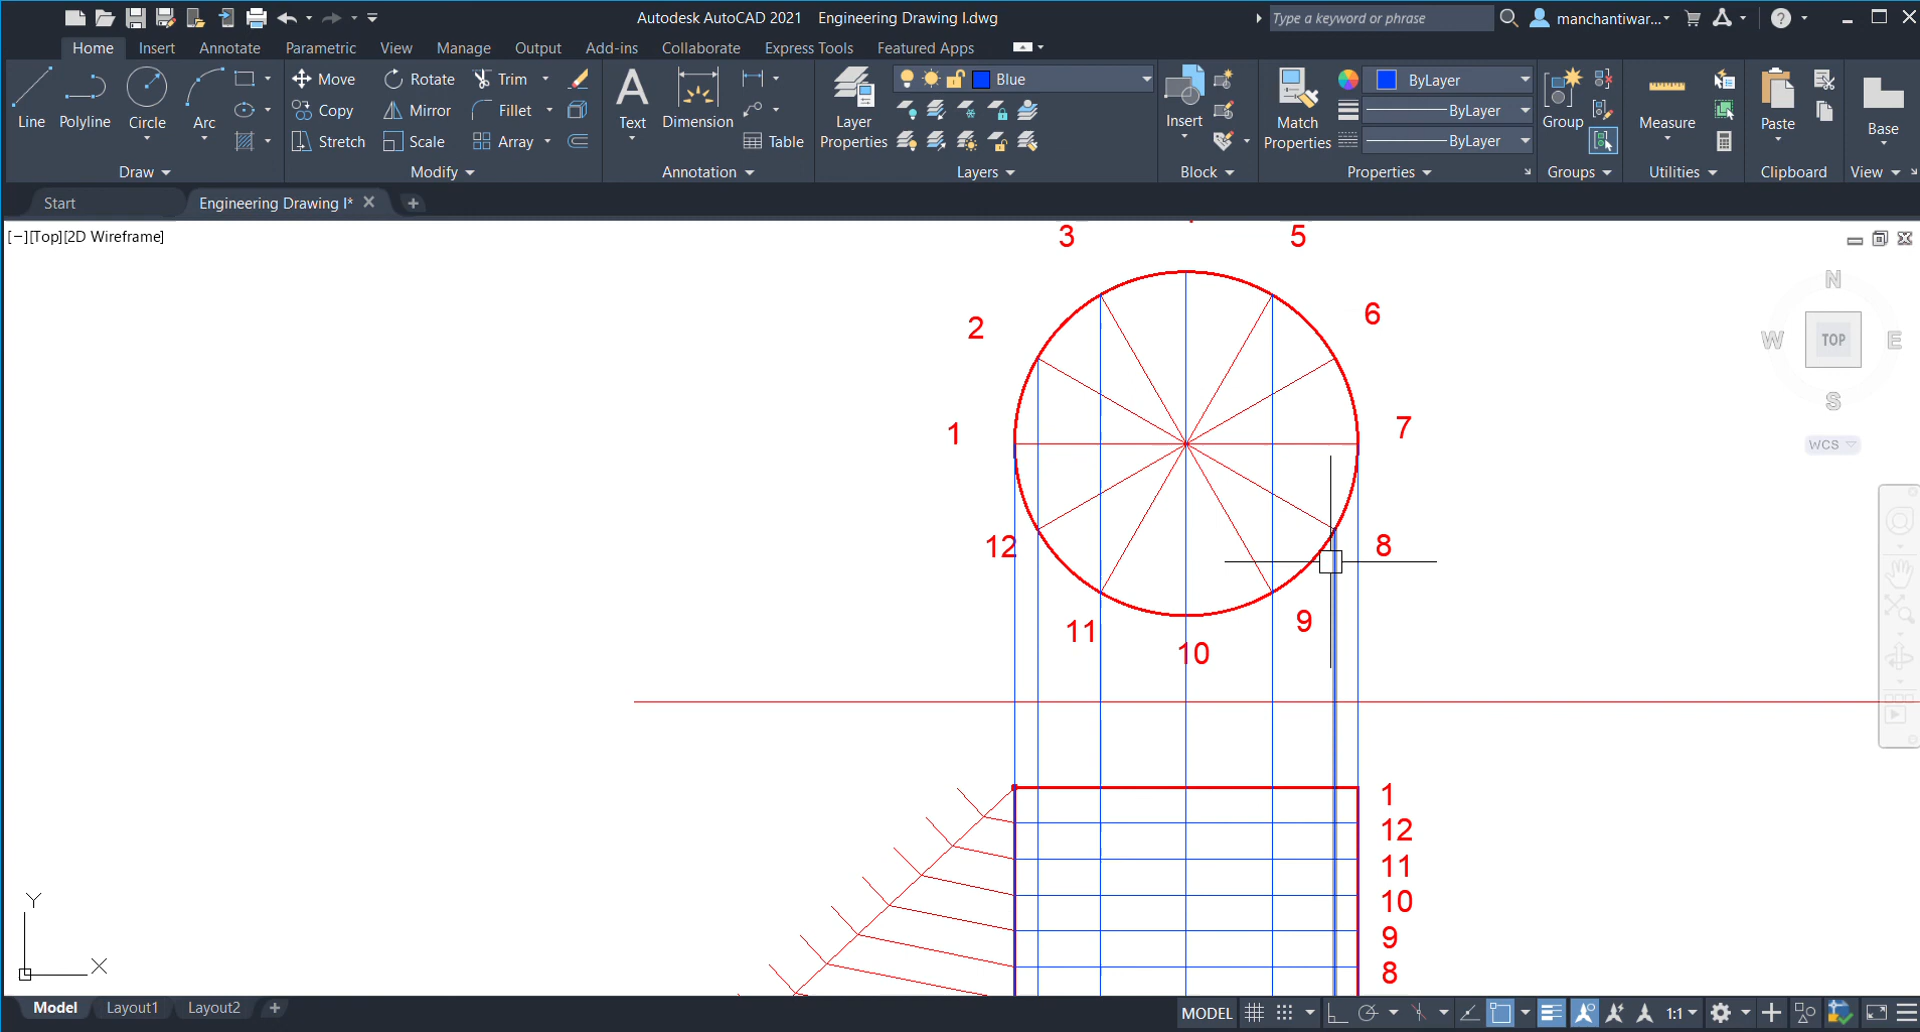 Autodesk AutoCAD 2021 Engineering Drawing I.dwg
Type a keyword or phrase
manchantiwar...
Home Insert Annotate Parametric View Manage Output Add-ins Collaborate Express Tools Featured Apps
Line Polyline Circle Arc
Move Rotate Trim
Copy Mirror Fillet
Stretch Scale Array
Text Dimension Table
Layer Properties
Blue
Insert
Match Properties
ByLayer
ByLayer
ByLayer
Group
Measure
Paste
Base
Draw Modify Annotation Layers Block Properties Groups Utilities Clipboard View
Start Engineering Drawing I*
[−][Top][2D Wireframe]
3 5
2 6
1 7
12 8
11 9
10
N
W TOP E
S
WCS
1
12
11
10
9
8
Y
X
Model Layout1 Layout2
MODEL 1:1